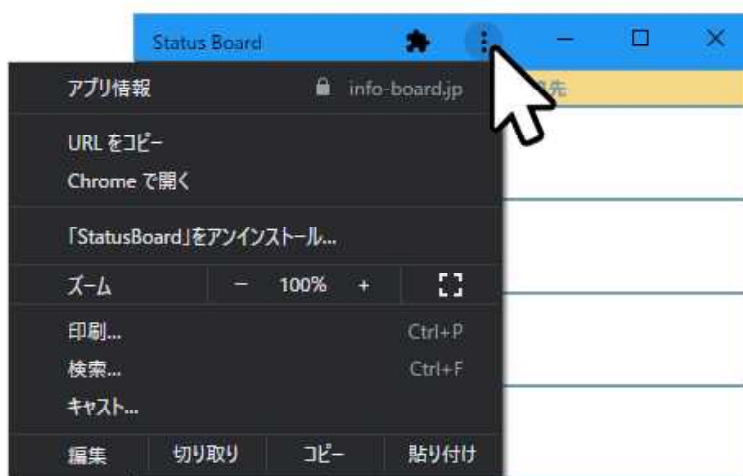 Status Board
先
アプリ情報 info-board.jp
URL をコピー
Chrome で開く
「StatusBoard」をアンインストール...
ズーム − 100% +
印刷... Ctrl+P
検索... Ctrl+F
キャスト...
編集 切り取り コピー 貼り付け